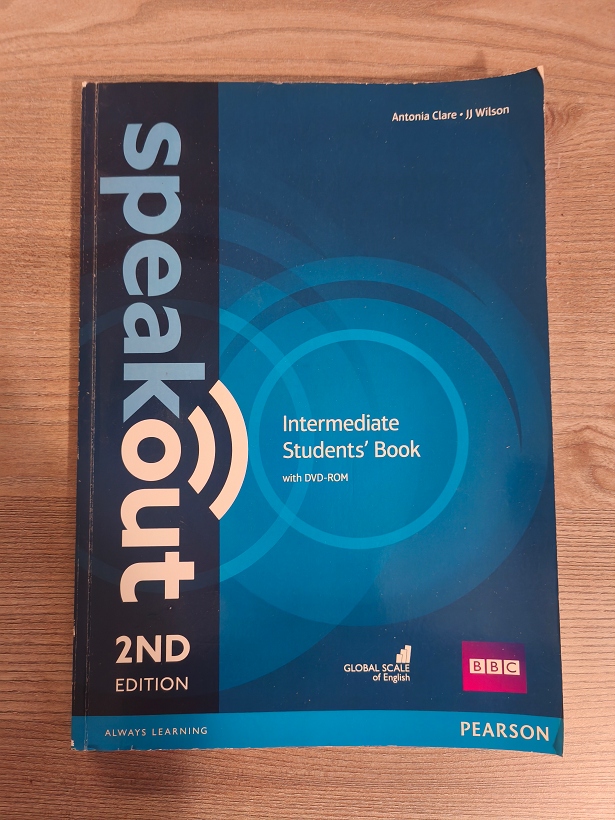 Antonia Clare • JJ Wilson
speakout
Intermediate
Students' Book
with DVD-ROM
2ND
EDITION
GLOBAL SCALE
of English
BBC
ALWAYS LEARNING
PEARSON